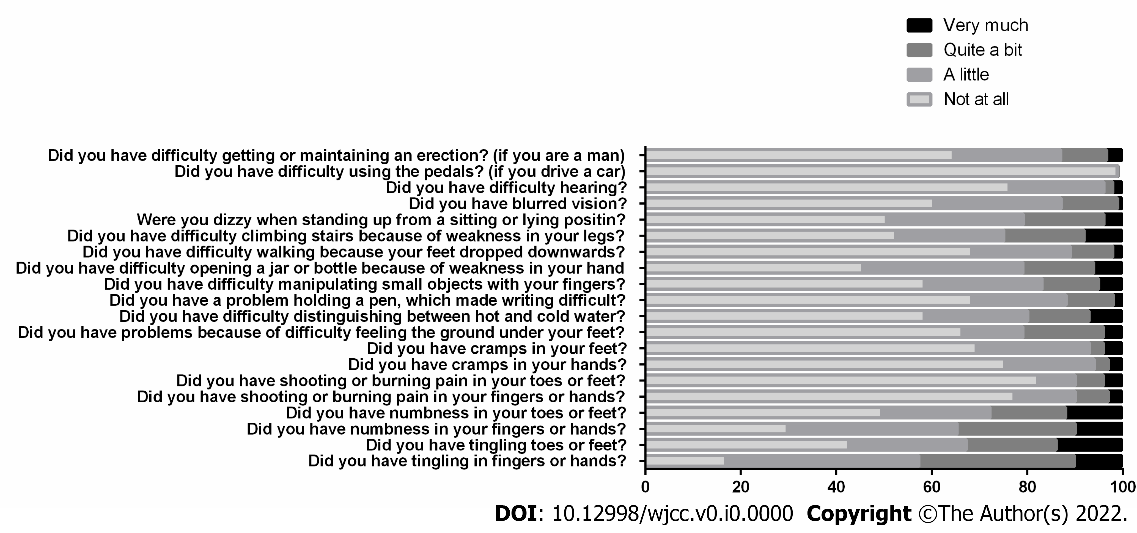 Very much
Quite a bit
A little
Not at all
Did you have difficulty getting or maintaining an erection? (if you are a man)
Did you have difficulty using the pedals? (if you drive a car)
Did you have difficulty hearing?
Did you have blurred vision?
Were you dizzy when standing up from a sitting or lying positin?
Did you have difficulty climbing stairs because of weakness in your legs?
Did you have difficulty walking because your feet dropped downwards?
Did you have difficulty opening a jar or bottle because of weakness in your hand
Did you have difficulty manipulating small objects with your fingers?
Did you have a problem holding a pen, which made writing difficult?
Did you have difficulty distinguishing between hot and cold water?
Did you have problems because of difficulty feeling the ground under your feet?
Did you have cramps in your feet?
Did you have cramps in your hands?
Did you have shooting or burning pain in your toes or feet?
Did you have shooting or burning pain in your fingers or hands?
Did you have numbness in your toes or feet?
Did you have numbness in your fingers or hands?
Did you have tingling toes or feet?
Did you have tingling in fingers or hands?
0 20 40 60 80 100
DOI: 10.12998/wjcc.v0.i0.0000 Copyright ©The Author(s) 2022.